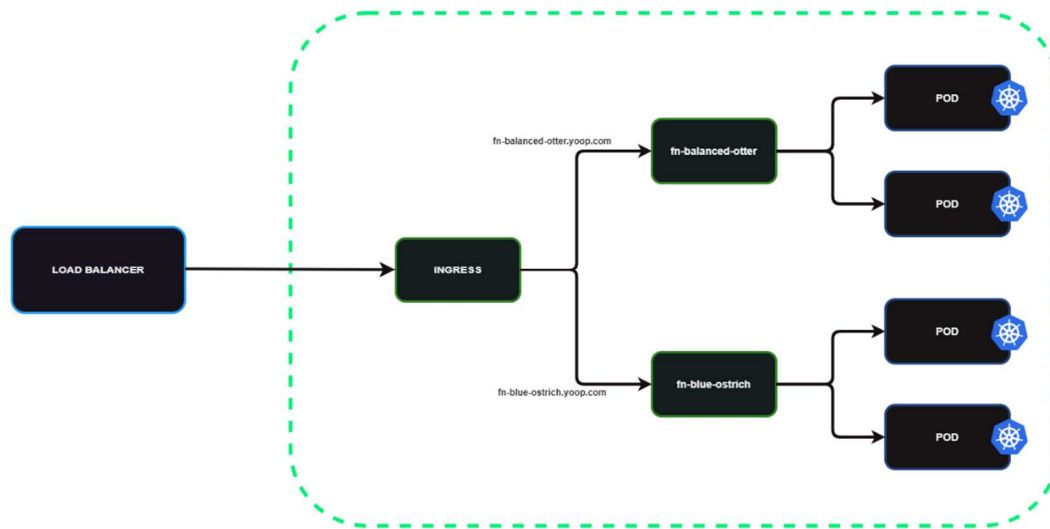 POD
fn-balanced-otter.yoop.com
fn-balanced-otter
POD
LOAD BALANCER
INGRESS
POD
fn-blue-ostrich.yoop.com
fn-blue-ostrich
POD